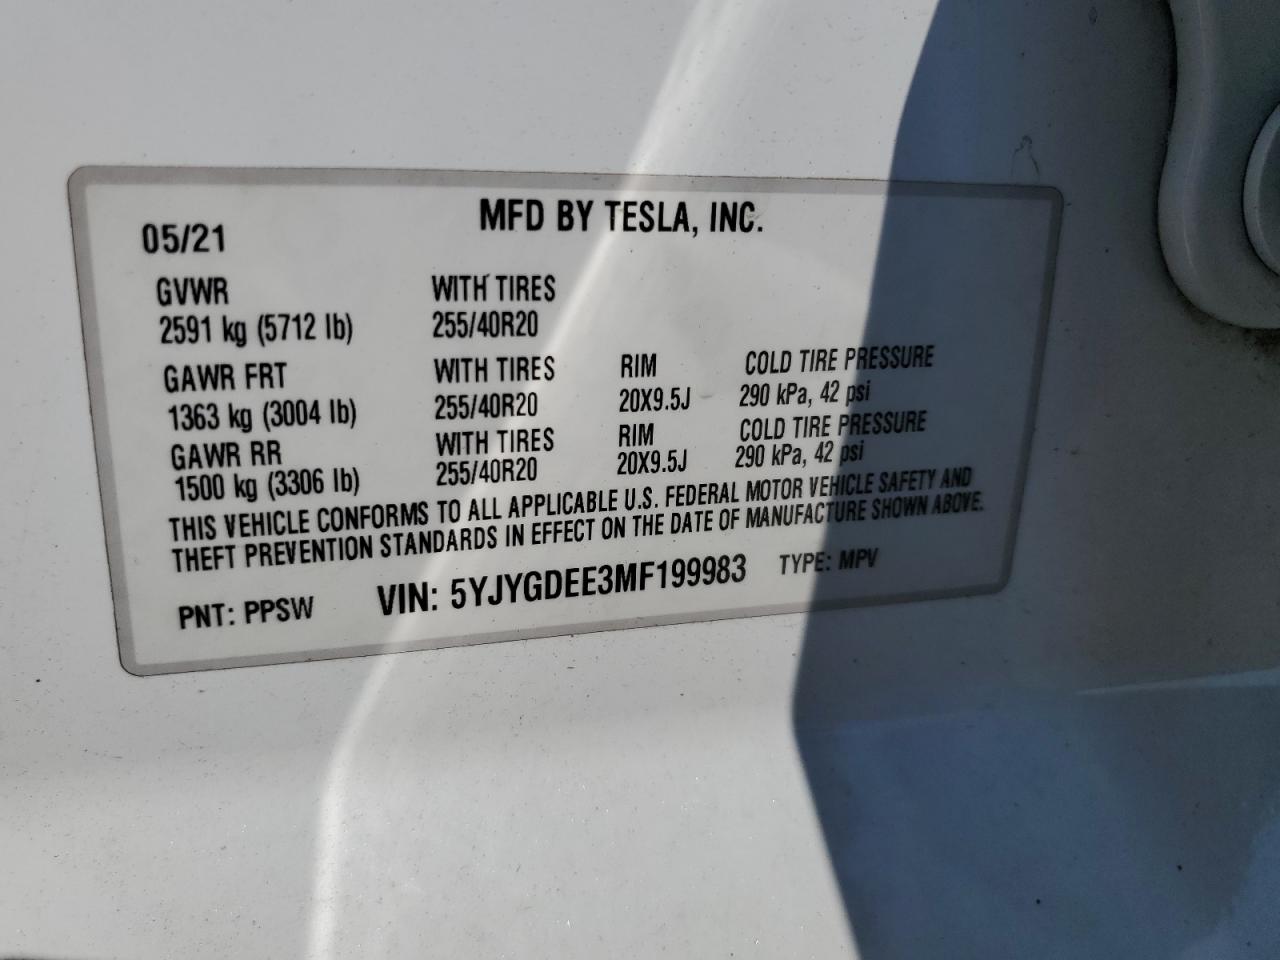 MFD BY TESLA, INC.
05/21
GVWR WITH TIRES
2591 kg (5712 lb) 255/40R20
GAWR FRT WITH TIRES RIM COLD TIRE PRESSURE
1363 kg (3004 lb) 255/40R20 20X9.5J 290 kPa, 42 psi
GAWR RR WITH TIRES RIM COLD TIRE PRESSURE
1500 kg (3306 lb) 255/40R20 20X9.5J 290 kPa, 42 psi
THIS VEHICLE CONFORMS TO ALL APPLICABLE U.S. FEDERAL MOTOR VEHICLE SAFETY AND
THEFT PREVENTION STANDARDS IN EFFECT ON THE DATE OF MANUFACTURE SHOWN ABOVE.
PNT: PPSW VIN: 5YJYGDEE3MF199983 TYPE: MPV